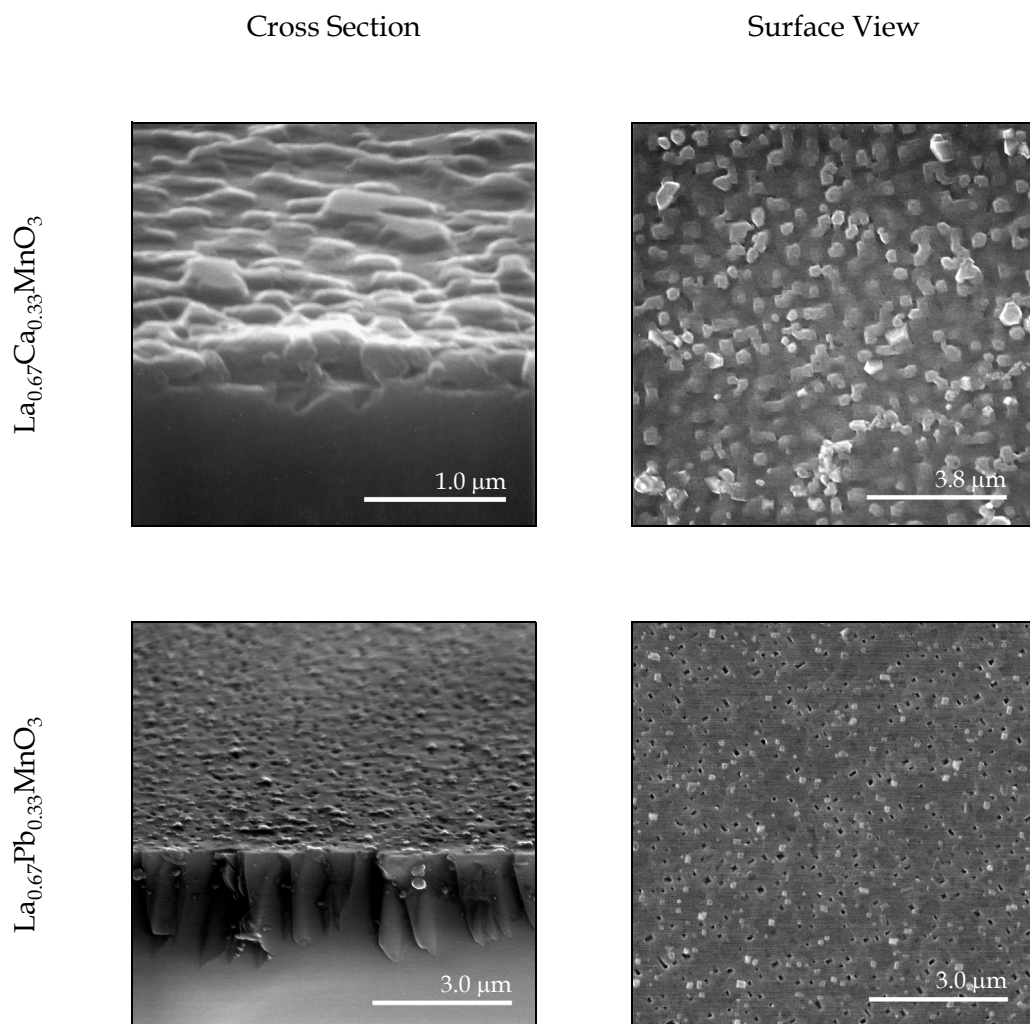 Cross Section
Surface View
La₀.₆₇Ca₀.₃₃MnO₃
1.0 µm
3.8 µm
La₀.₆₇Pb₀.₃₃MnO₃
3.0 µm
3.0 µm